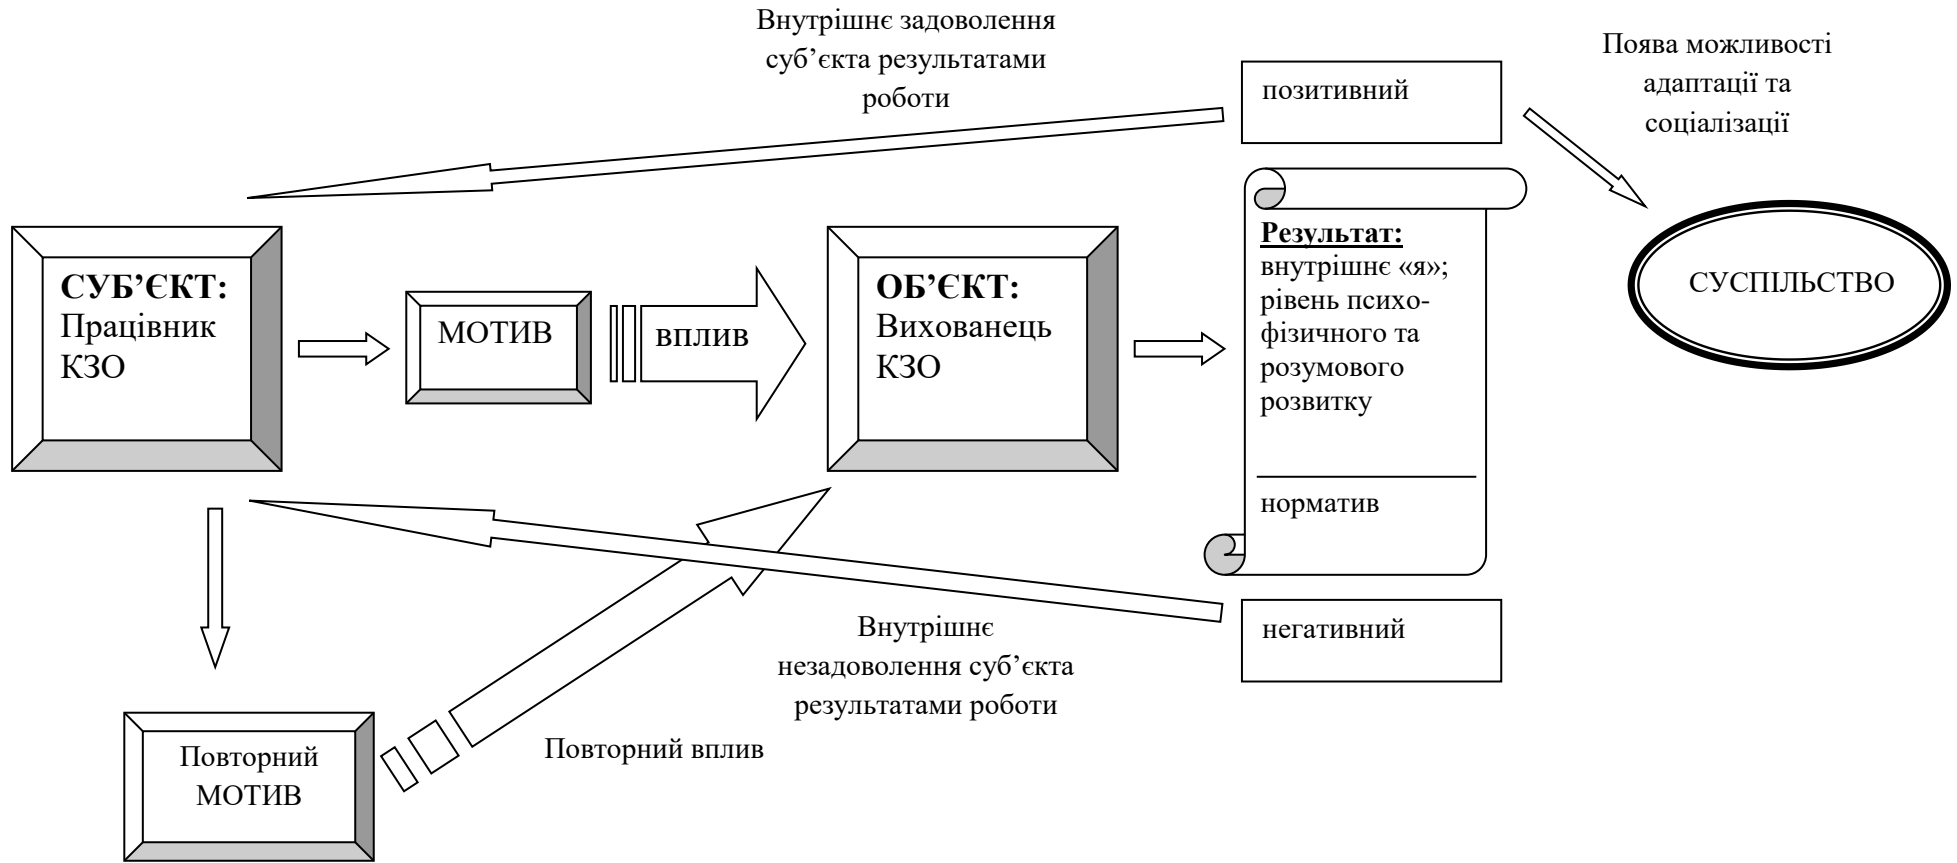 Внутрішнє задоволення
суб’єкта результатами
роботи
позитивний
Поява можливості
адаптації та
соціалізації
СУБ’ЄКТ:
Працівник
КЗО
МОТИВ
ВПЛИВ
ОБ’ЄКТ:
Вихованець
КЗО
Результат:
внутрішнє «я»;
рівень психо-
фізичного та
розумового
розвитку
норматив
СУСПІЛЬСТВО
негативний
Внутрішнє
незадоволення суб’єкта
результатами роботи
Повторний вплив
Повторний
МОТИВ